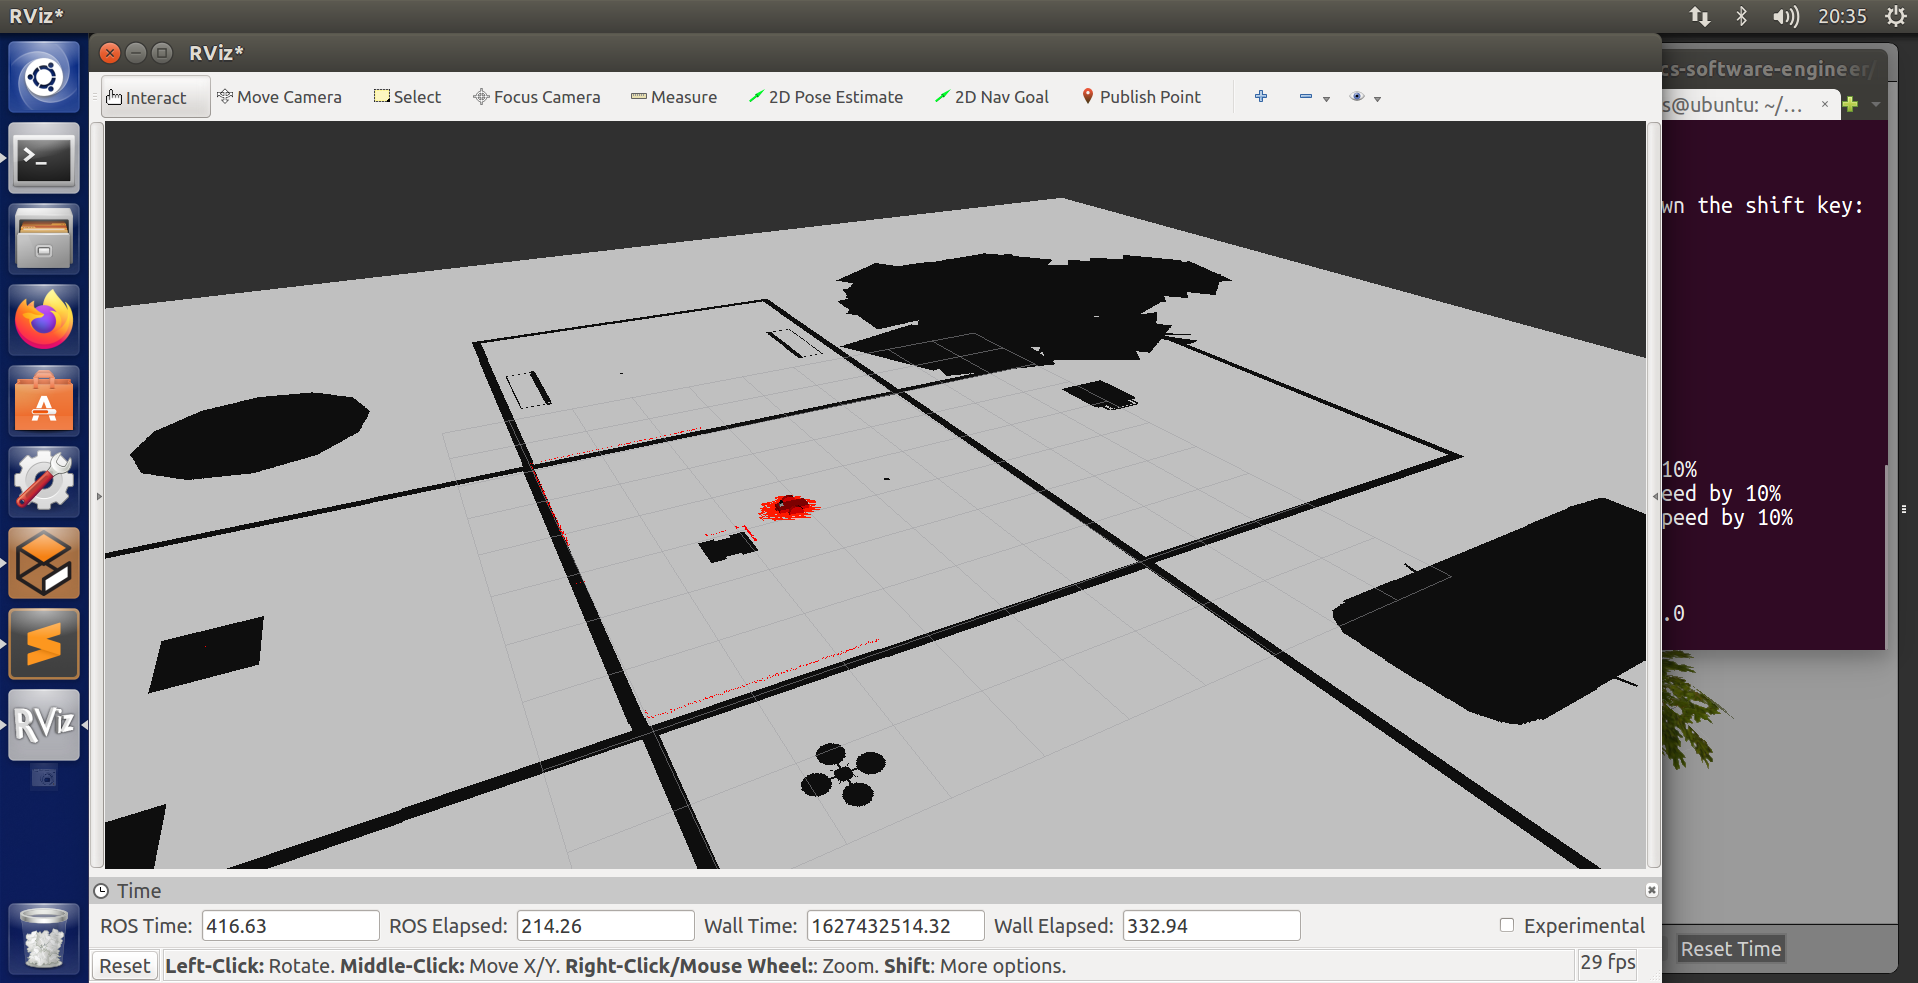 RViz*
20:35
RViz*
cs-software-engineer/
Interact
Move Camera
Select
Focus Camera
Measure
2D Pose Estimate
2D Nav Goal
Publish Point
s@ubuntu: ~/...
wn the shift key:
10%
eed by 10%
peed by 10%
.0
RViz
Time
ROS Time: 416.63
ROS Elapsed: 214.26
Wall Time: 1627432514.32
Wall Elapsed: 332.94
Experimental
Reset
Left-Click: Rotate. Middle-Click: Move X/Y. Right-Click/Mouse Wheel:: Zoom. Shift: More options.
29 fps
Reset Time